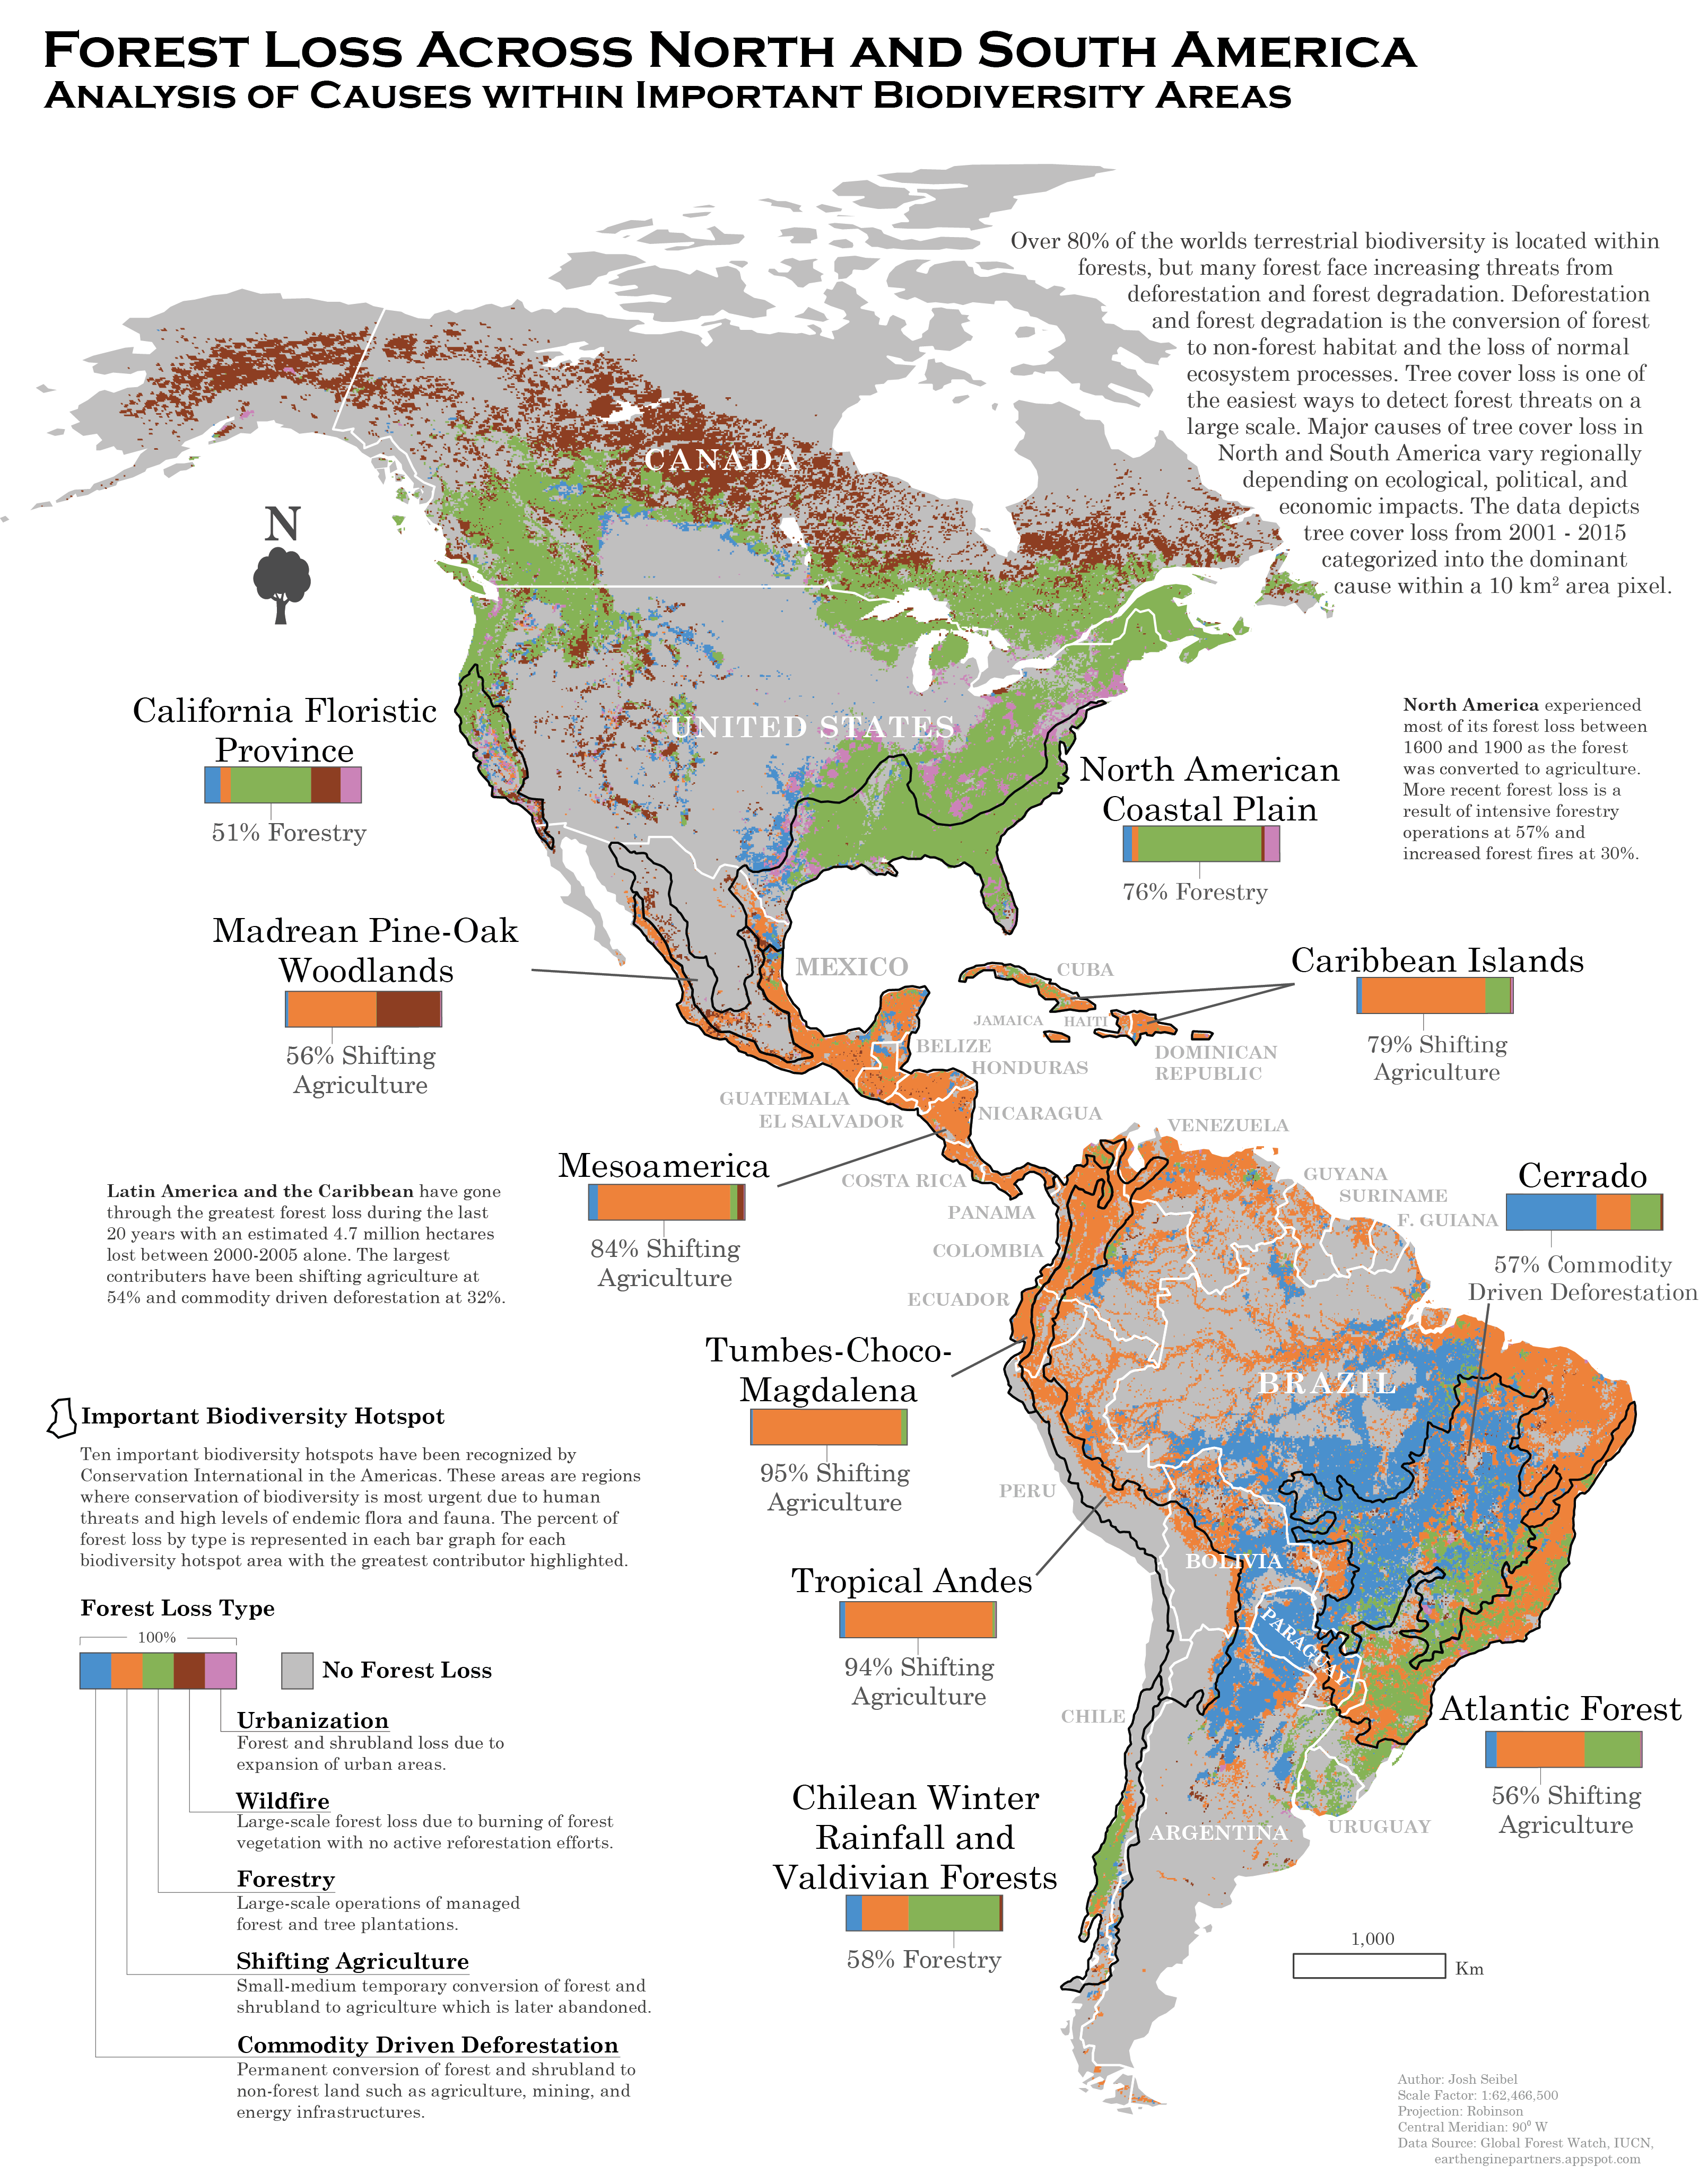 Forest Loss Across North and South America
Analysis of Causes within Important Biodiversity Areas
Over 80% of the worlds terrestrial biodiversity is located within
forests, but many forest face increasing threats from
deforestation and forest degradation. Deforestation
and forest degradation is the conversion of forest
to non-forest habitat and the loss of normal
ecosystem processes. Tree cover loss is one of
the easiest ways to detect forest threats on a
large scale. Major causes of tree cover loss in
North and South America vary regionally
depending on ecological, political, and
economic impacts. The data depicts
tree cover loss from 2001 - 2015
categorized into the dominant
cause within a 10 km² area pixel.
CANADA
N
UNITED STATES
California Floristic
Province
51% Forestry
North American
Coastal Plain
76% Forestry
North America experienced
most of its forest loss between
1600 and 1900 as the forest
was converted to agriculture.
More recent forest loss is a
result of intensive forestry
operations at 57% and
increased forest fires at 30%.
Madrean Pine-Oak
Woodlands
56% Shifting
Agriculture
MEXICO
CUBA
JAMAICA
HAITI
DOMINICAN
REPUBLIC
Caribbean Islands
79% Shifting
Agriculture
BELIZE
HONDURAS
GUATEMALA
EL SALVADOR
NICARAGUA
COSTA RICA
PANAMA
VENEZUELA
GUYANA
SURINAME
F. GUIANA
COLOMBIA
ECUADOR
Mesoamerica
84% Shifting
Agriculture
Latin America and the Caribbean have gone
through the greatest forest loss during the last
20 years with an estimated 4.7 million hectares
lost between 2000-2005 alone. The largest
contributers have been shifting agriculture at
54% and commodity driven deforestation at 32%.
Cerrado
57% Commodity
Driven Deforestation
Tumbes-Choco-
Magdalena
95% Shifting
Agriculture
BRAZIL
PERU
BOLIVIA
PARAGUAY
Tropical Andes
94% Shifting
Agriculture
CHILE
Atlantic Forest
56% Shifting
Agriculture
ARGENTINA
URUGUAY
Chilean Winter
Rainfall and
Valdivian Forests
58% Forestry
Important Biodiversity Hotspot
Ten important biodiversity hotspots have been recognized by
Conservation International in the Americas. These areas are regions
where conservation of biodiversity is most urgent due to human
threats and high levels of endemic flora and fauna. The percent of
forest loss by type is represented in each bar graph for each
biodiversity hotspot area with the greatest contributor highlighted.
Forest Loss Type
100%
No Forest Loss
Urbanization
Forest and shrubland loss due to
expansion of urban areas.
Wildfire
Large-scale forest loss due to burning of forest
vegetation with no active reforestation efforts.
Forestry
Large-scale operations of managed
forest and tree plantations.
Shifting Agriculture
Small-medium temporary conversion of forest and
shrubland to agriculture which is later abandoned.
Commodity Driven Deforestation
Permanent conversion of forest and shrubland to
non-forest land such as agriculture, mining, and
energy infrastructures.
1,000
Km
Author: Josh Seibel
Scale Factor: 1:62,466,500
Projection: Robinson
Central Meridian: 90⁰ W
Data Source: Global Forest Watch, IUCN,
earthenginepartners.appspot.com